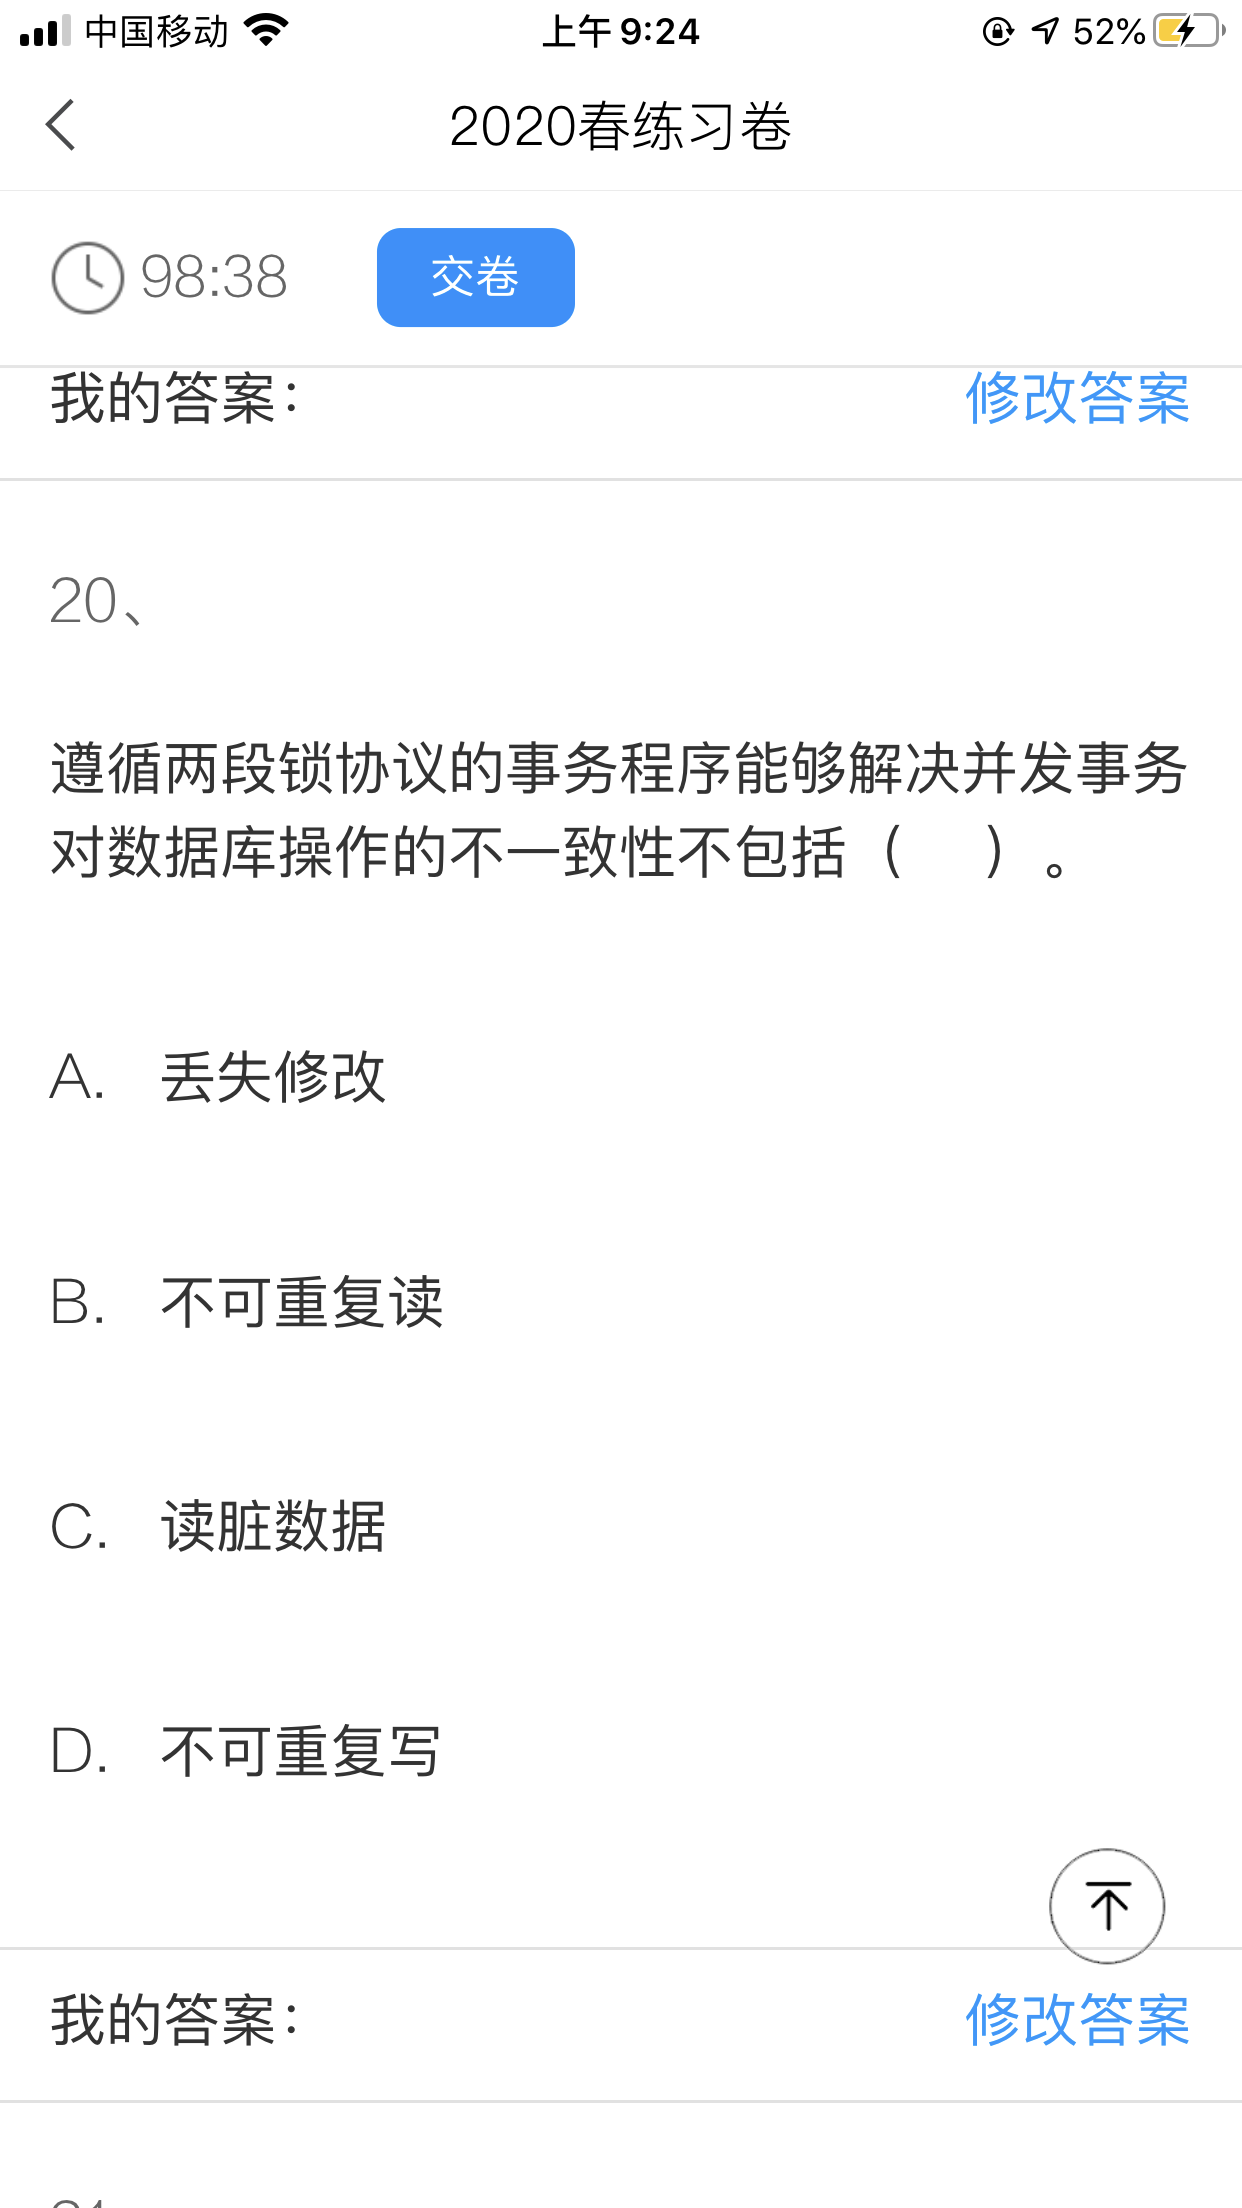 中国移动
上午 9:24
52%
2020春练习卷
98:38
交卷
我的答案：
修改答案
20、
遵循两段锁协议的事务程序能够解决并发事务
对数据库操作的不一致性不包括（ ）。
A. 丢失修改
B. 不可重复读
C. 读脏数据
D. 不可重复写
我的答案：
修改答案